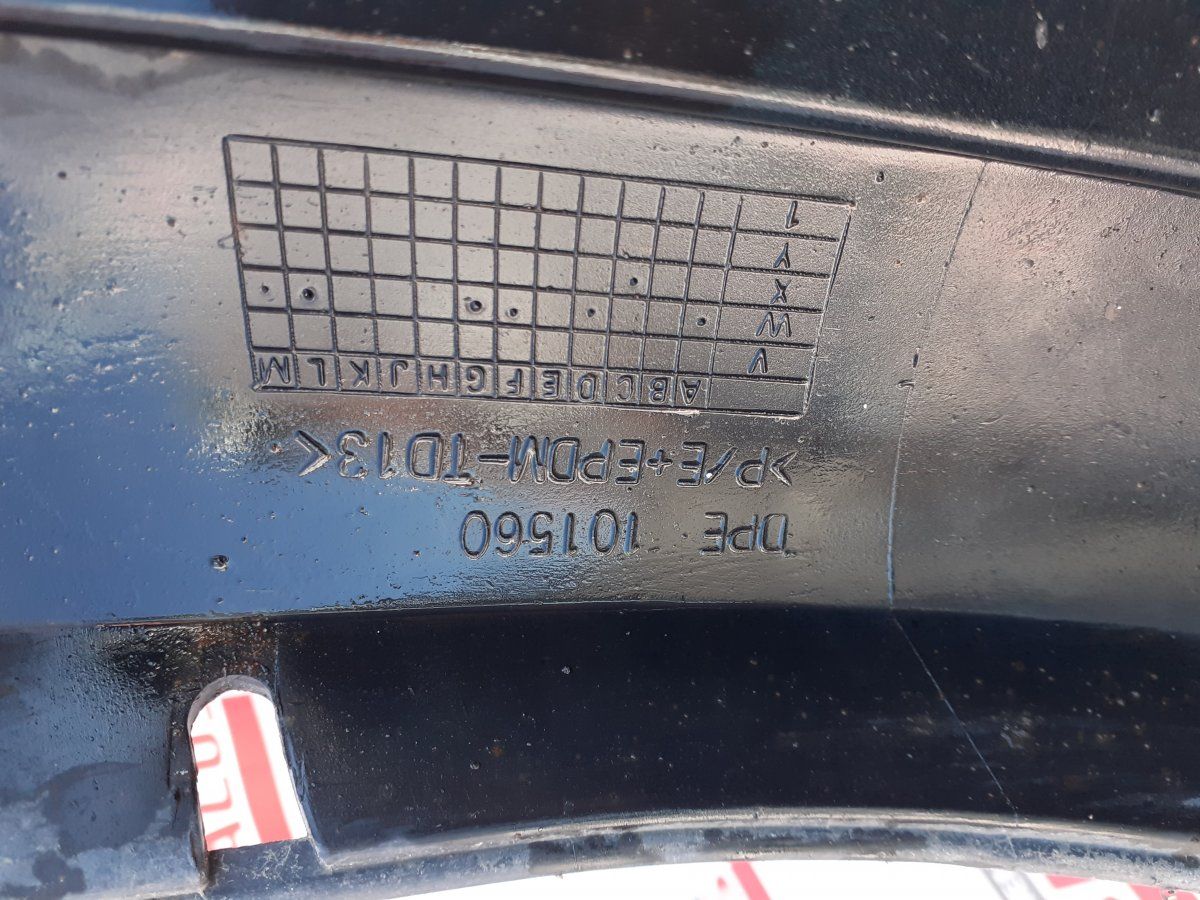 DPE 101560
>P/E+EPDM-TD13<
A B C D E F G H J K L M
V
W
X
Y
1